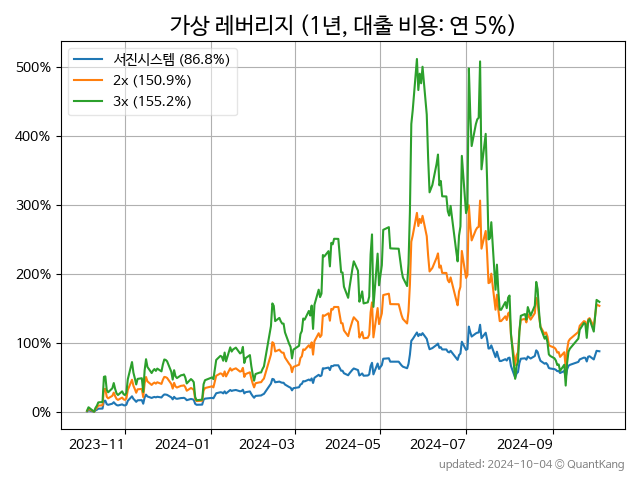 가상 레버리지 (1년, 대출 비용: 연 5%)
서진시스템 (86.8%)
2x (150.9%)
3x (155.2%)
500%
400%
300%
200%
100%
0%
2023-11 2024-01 2024-03 2024-05 2024-07 2024-09
updated: 2024-10-04 © QuantKang